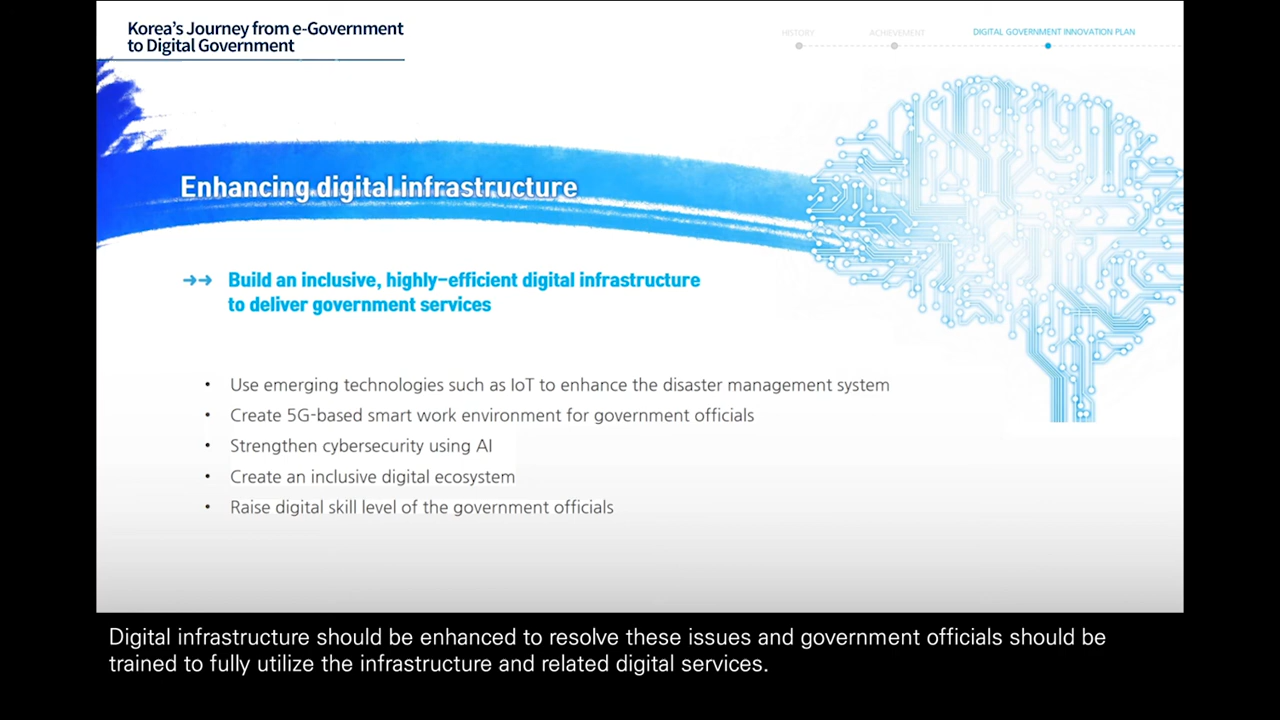 Korea's Journey from e-Government
to Digital Government
HISTORY
ACHIEVEMENT
DIGITAL GOVERNMENT INNOVATION PLAN
Enhancing digital infrastructure
Build an inclusive, highly-efficient digital infrastructure
to deliver government services
• Use emerging technologies such as IoT to enhance the disaster management system
• Create 5G-based smart work environment for government officials
• Strengthen cybersecurity using AI
• Create an inclusive digital ecosystem
• Raise digital skill level of the government officials
Digital infrastructure should be enhanced to resolve these issues and government officials should be
trained to fully utilize the infrastructure and related digital services.